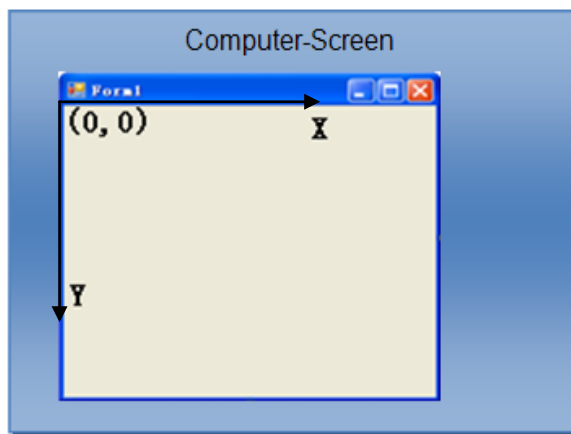 Computer-Screen
Form1
(0, 0)
X
Y